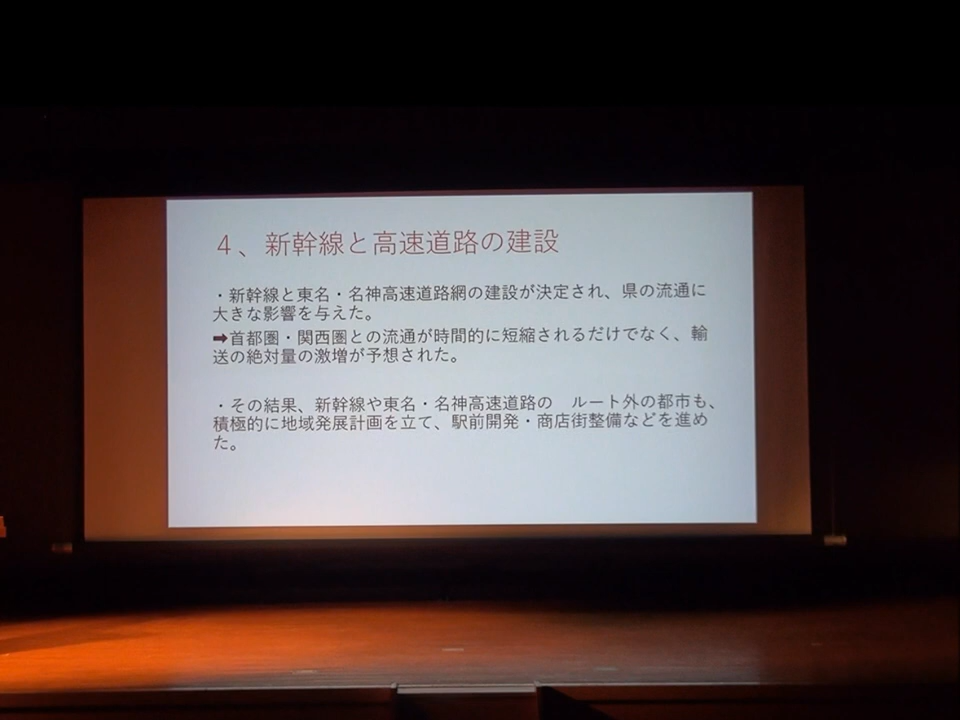 ４、新幹線と高速道路の建設
・新幹線と東名・名神高速道路網の建設が決定され、県の流通に
大きな影響を与えた。
➡首都圏・関西圏との流通が時間的に短縮されるだけでなく、輸
送の絶対量の激増が予想された。
・その結果、新幹線や東名・名神高速道路の　ルート外の都市も、
積極的に地域発展計画を立て、駅前開発・商店街整備などを進め
た。